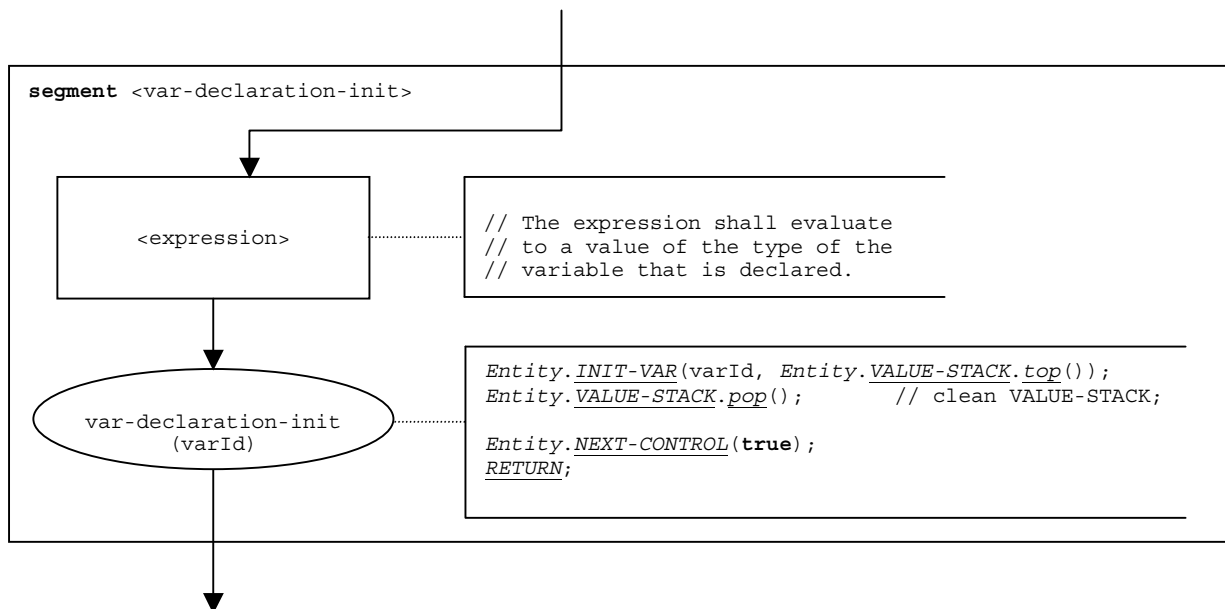 segment <var-declaration-init>
<expression>
// The expression shall evaluate
// to a value of the type of the
// variable that is declared.
var-declaration-init
(varId)
Entity.INIT-VAR(varId, Entity.VALUE-STACK.top());
Entity.VALUE-STACK.pop(); // clean VALUE-STACK;
Entity.NEXT-CONTROL(true);
RETURN;